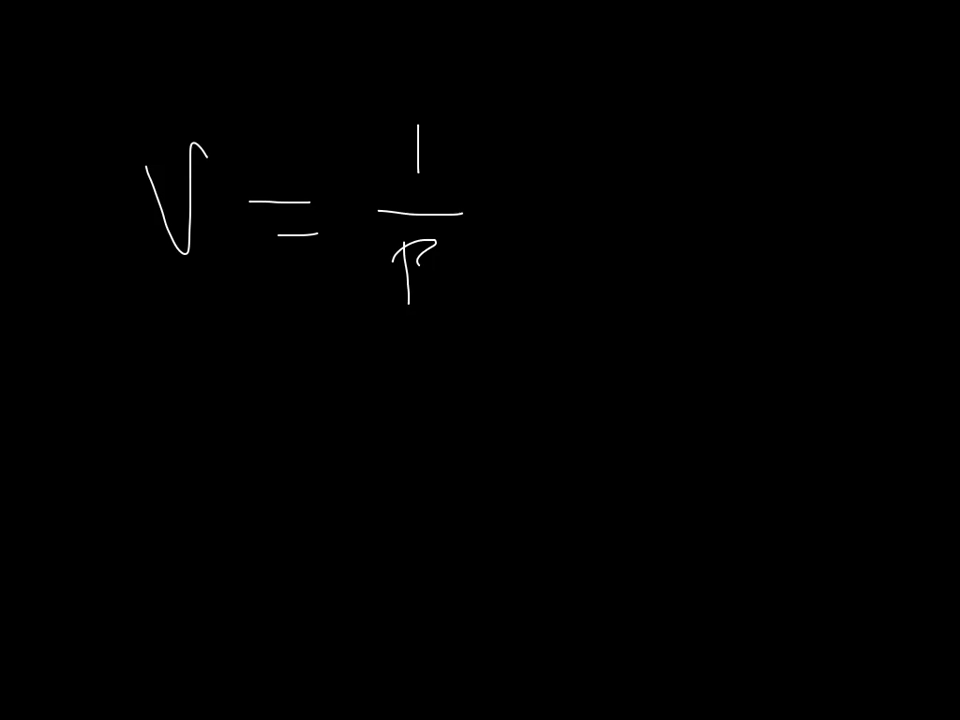 V = 1/P